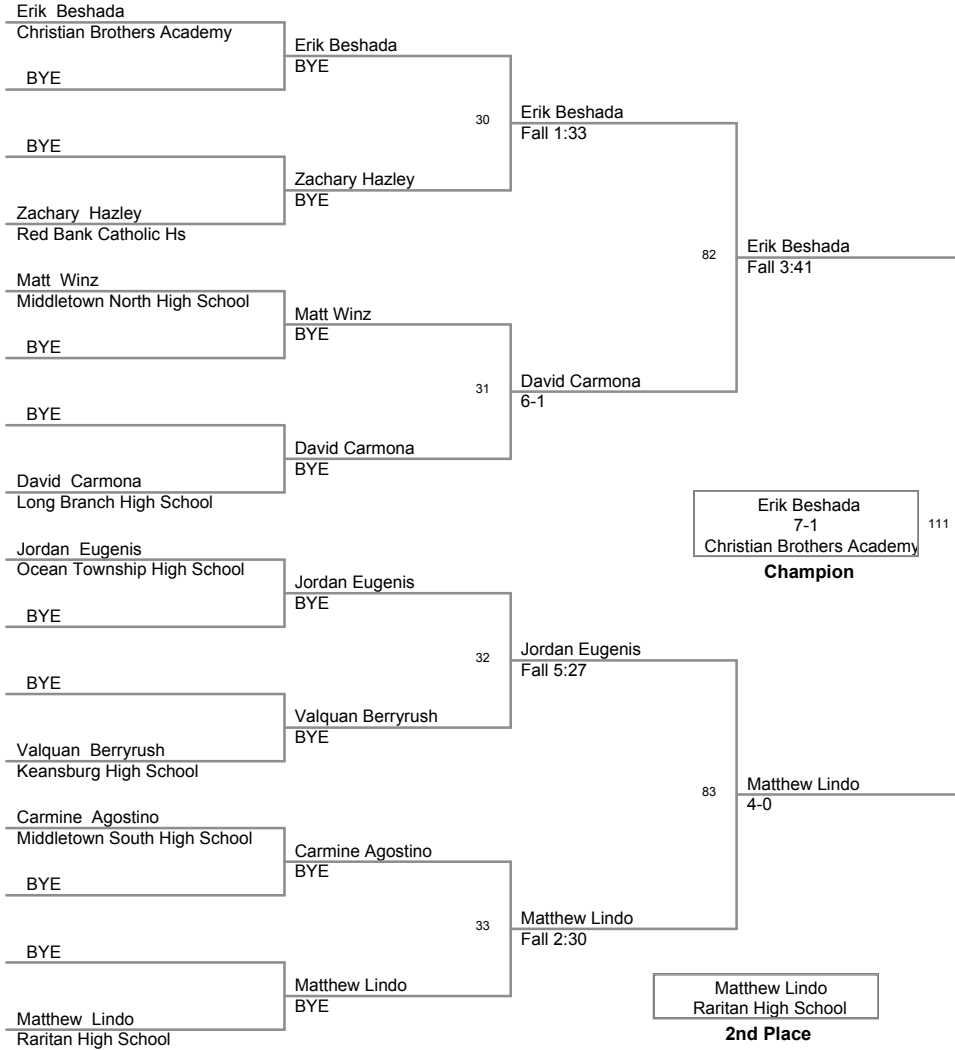 Erik Beshada
Christian Brothers Academy
Erik Beshada
BYE
BYE
30
Erik Beshada
Fall 1:33
BYE
Zachary Hazley
BYE
Zachary Hazley
Red Bank Catholic Hs
82
Erik Beshada
Fall 3:41
Matt Winz
Middletown North High School
Matt Winz
BYE
BYE
31
David Carmona
6-1
BYE
David Carmona
BYE
David Carmona
Long Branch High School
Erik Beshada
7-1
Christian Brothers Academy
111
Champion
Jordan Eugenis
Ocean Township High School
Jordan Eugenis
BYE
BYE
32
Jordan Eugenis
Fall 5:27
BYE
Valquan Berryrush
BYE
Valquan Berryrush
Keansburg High School
83
Matthew Lindo
4-0
Carmine Agostino
Middletown South High School
Carmine Agostino
BYE
BYE
33
Matthew Lindo
Fall 2:30
BYE
Matthew Lindo
BYE
Matthew Lindo
Raritan High School
Matthew Lindo
Raritan High School
2nd Place